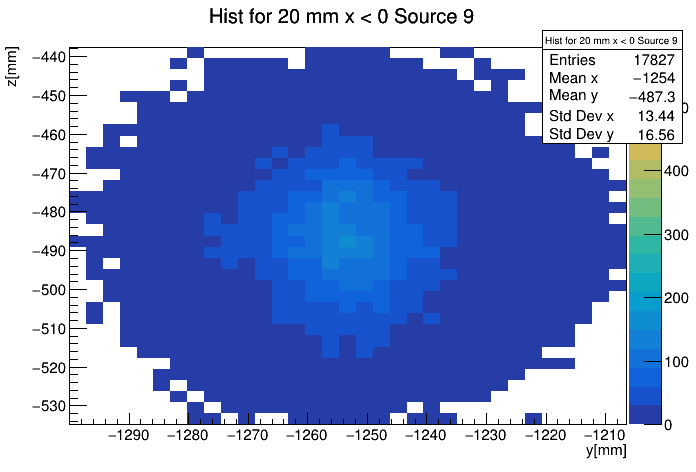 Hist for 20 mm x < 0 Source 9
z[mm]
Hist for 20 mm x < 0 Source 9
Entries 17827
Mean x −1254
Mean y −487.3
Std Dev x 13.44
Std Dev y 16.56
−440
−450
−460
−470
−480
−490
−500
−510
−520
−530
0
400
300
200
100
0
−1290 −1280 −1270 −1260 −1250 −1240 −1230 −1220 −1210
y[mm]